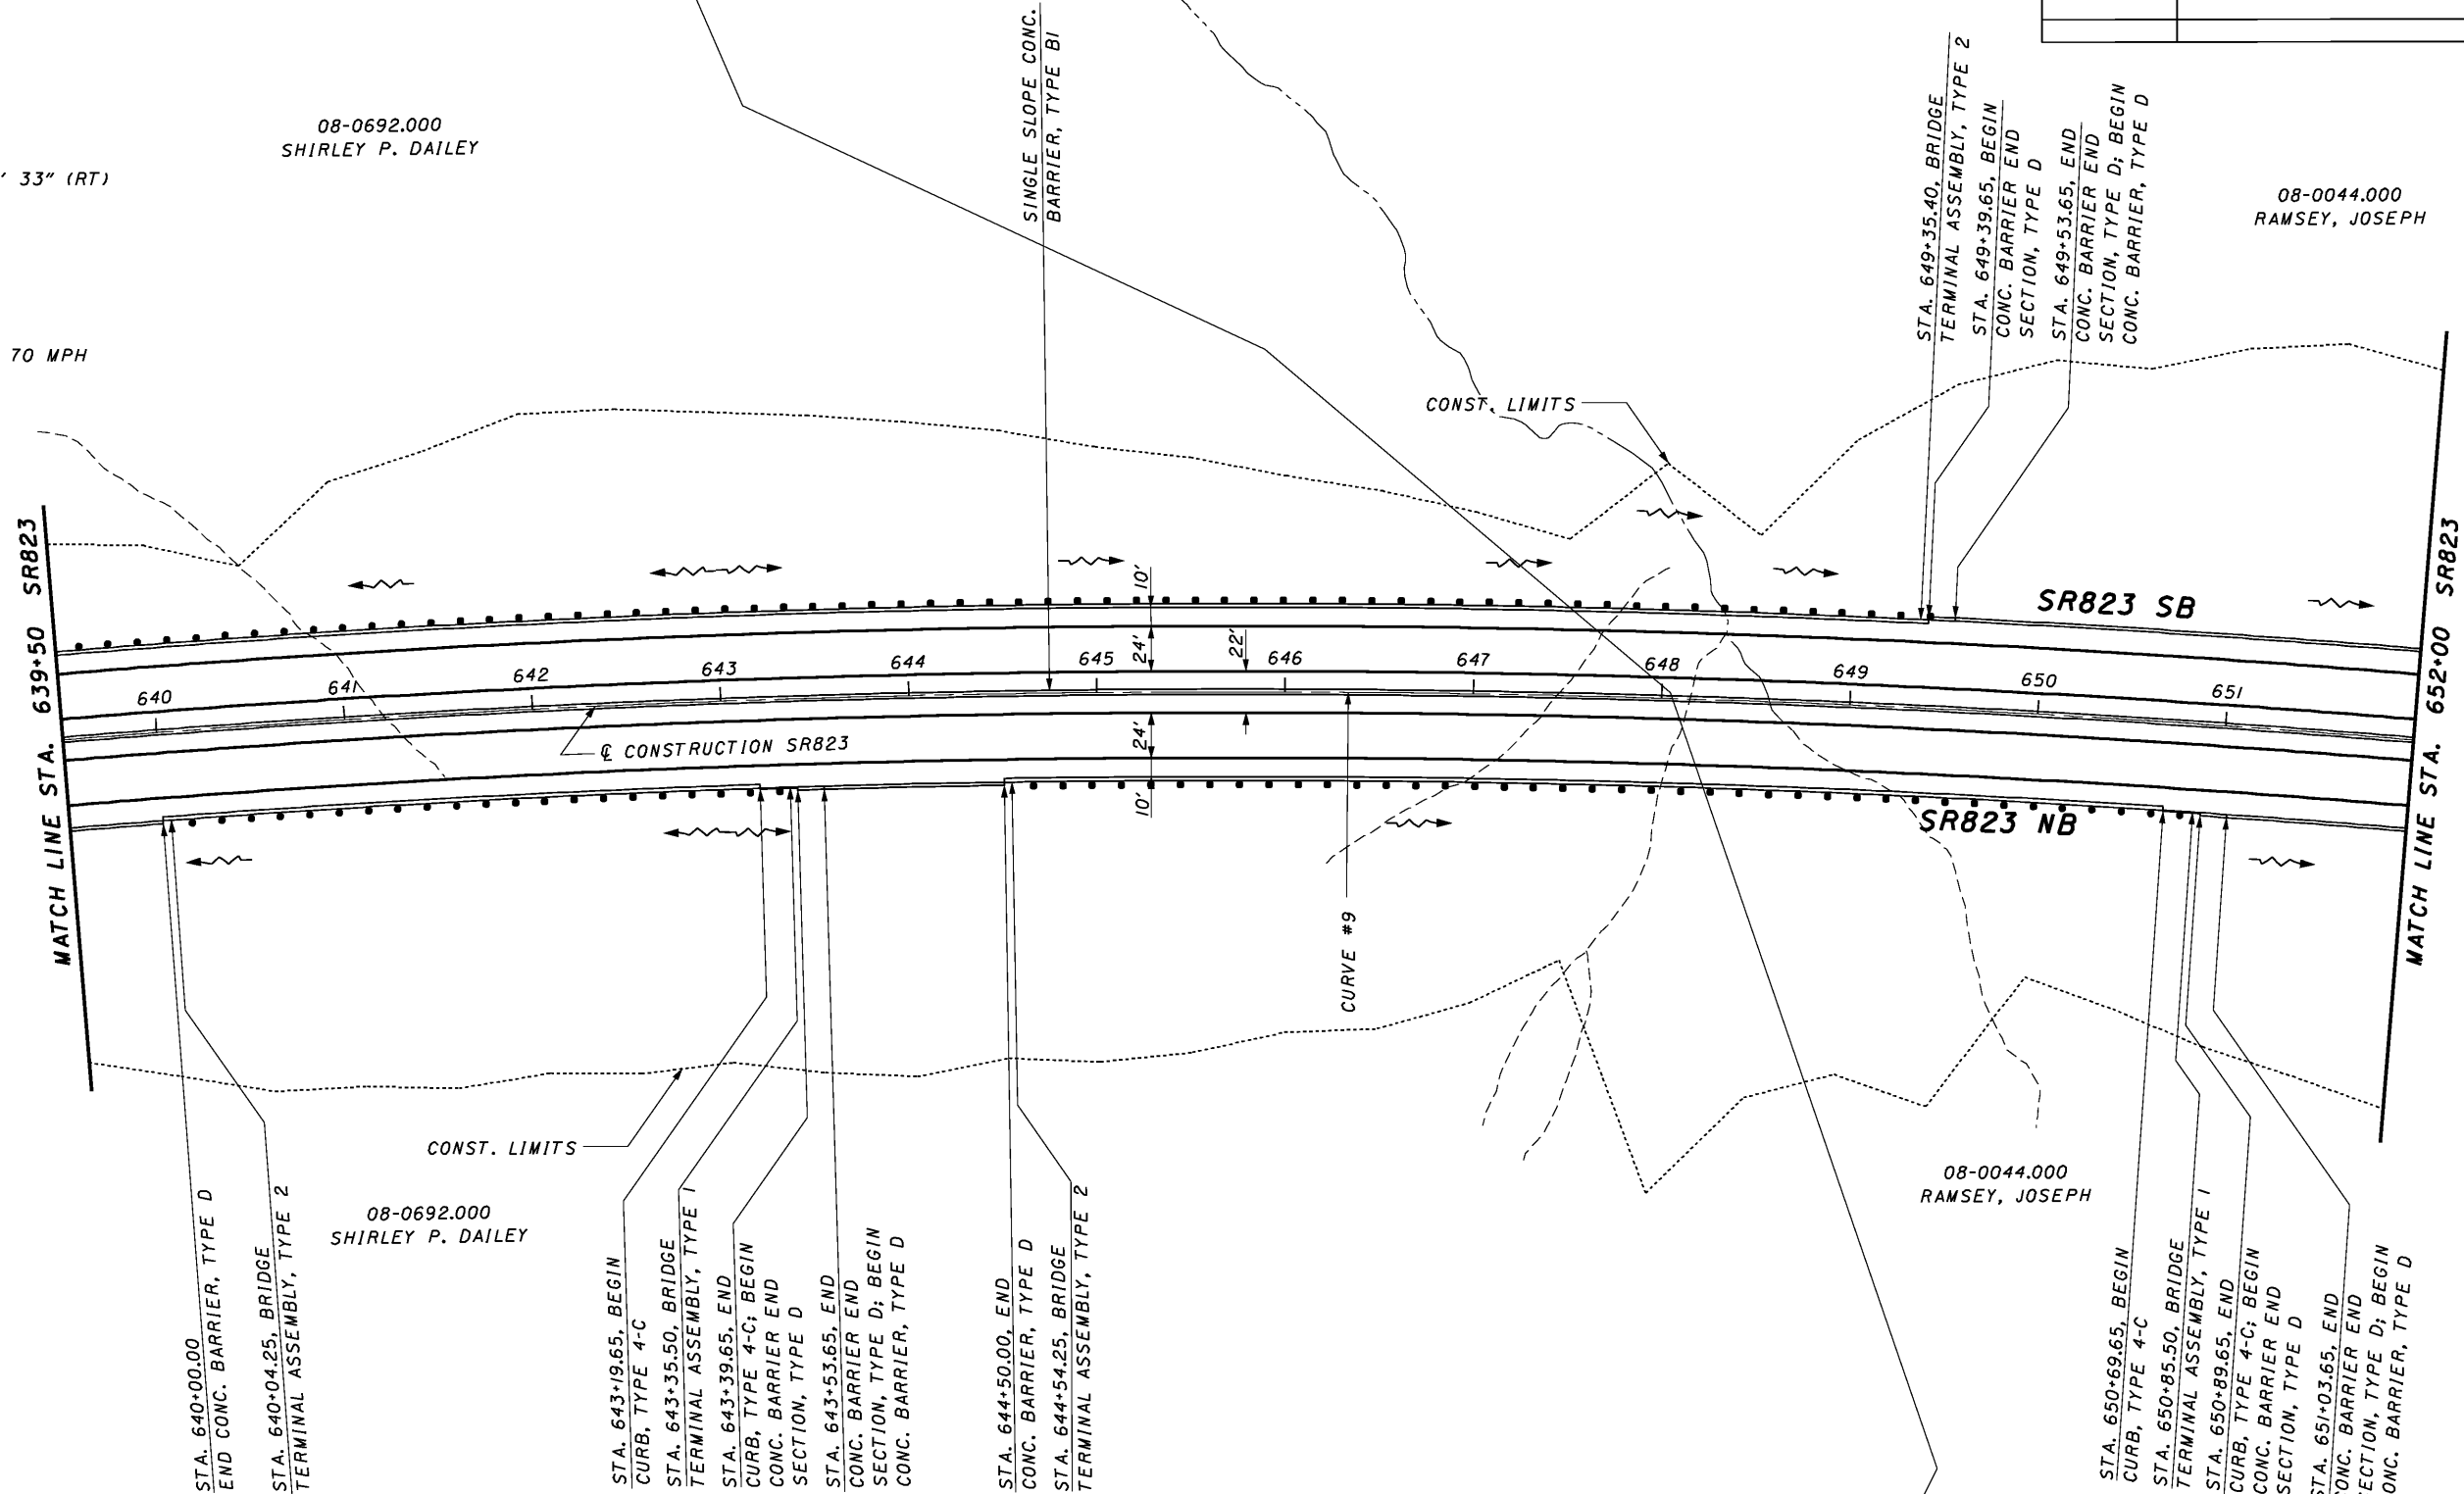 08-0692.000
SHIRLEY P. DAILEY
' 33" (RT)
70 MPH
SINGLE SLOPE CONC.
BARRIER, TYPE B1
STA. 649+35.40, BRIDGE
TERMINAL ASSEMBLY, TYPE 2
STA. 649+39.65, BEGIN
CONC. BARRIER END
SECTION, TYPE D
STA. 649+53.65, END
CONC. BARRIER END
SECTION, TYPE D; BEGIN
CONC. BARRIER, TYPE D
08-0044.000
RAMSEY, JOSEPH
CONST. LIMITS
MATCH LINE STA. 639+50 SR823
10'
24'
22'
SR823 SB
640
641
642
643
644
645
646
647
648
649
650
651
℄ CONSTRUCTION SR823
24'
10'
SR823 NB
MATCH LINE STA. 652+00 SR823
CURVE #9
CONST. LIMITS
08-0692.000
SHIRLEY P. DAILEY
08-0044.000
RAMSEY, JOSEPH
STA. 640+00.00
END CONC. BARRIER, TYPE D
STA. 640+04.25, BRIDGE
TERMINAL ASSEMBLY, TYPE 2
STA. 643+19.65, BEGIN
CURB, TYPE 4-C
STA. 643+35.50, BRIDGE
TERMINAL ASSEMBLY, TYPE 1
STA. 643+39.65, END
CURB, TYPE 4-C; BEGIN
CONC. BARRIER END
SECTION, TYPE D
STA. 643+53.65, END
CONC. BARRIER END
SECTION, TYPE D; BEGIN
CONC. BARRIER, TYPE D
STA. 644+50.00, END
CONC. BARRIER, TYPE D
STA. 644+54.25, BRIDGE
TERMINAL ASSEMBLY, TYPE 2
STA. 650+69.65, BEGIN
CURB, TYPE 4-C
STA. 650+85.50, BRIDGE
TERMINAL ASSEMBLY, TYPE 1
STA. 650+89.65, END
CURB, TYPE 4-C; BEGIN
CONC. BARRIER END
SECTION, TYPE D
STA. 651+03.65, END
ONC. BARRIER END
ECTION, TYPE D; BEGIN
ONC. BARRIER, TYPE D